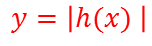 y = |h(x) |